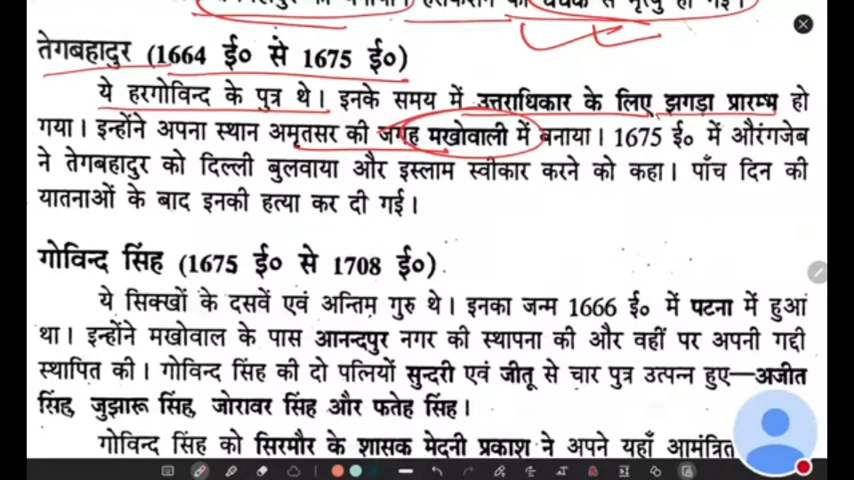 तेगबहादुर (1664 ई० से 1675 ई०)
ये हरगोविन्द के पुत्र थे। इनके समय में उत्तराधिकार के लिए झगड़ा प्रारम्भ हो
गया। इन्होंने अपना स्थान अमृतसर की जगह मखोवाली में बनाया। 1675 ई० में औरंगजेब
ने तेगबहादुर को दिल्ली बुलवाया और इस्लाम स्वीकार करने को कहा। पाँच दिन की
यातनाओं के बाद इनकी हत्या कर दी गई।
गोविन्द सिंह (1675 ई० से 1708 ई०)
ये सिक्खों के दसवें एवं अन्तिम गुरु थे। इनका जन्म 1666 ई० में पटना में हुआ
था। इन्होंने मखोवाल के पास आनन्दपुर नगर की स्थापना की और वहीं पर अपनी गद्दी
स्थापित की। गोविन्द सिंह की दो पत्नियों सुन्दरी एवं जीतू से चार पुत्र उत्पन्न हुए—अजीत
सिंह, जुझारू सिंह, जोरावर सिंह और फतेह सिंह।
गोविन्द सिंह को सिरमौर के शासक मेदनी प्रकाश ने अपने यहाँ आमंत्रित